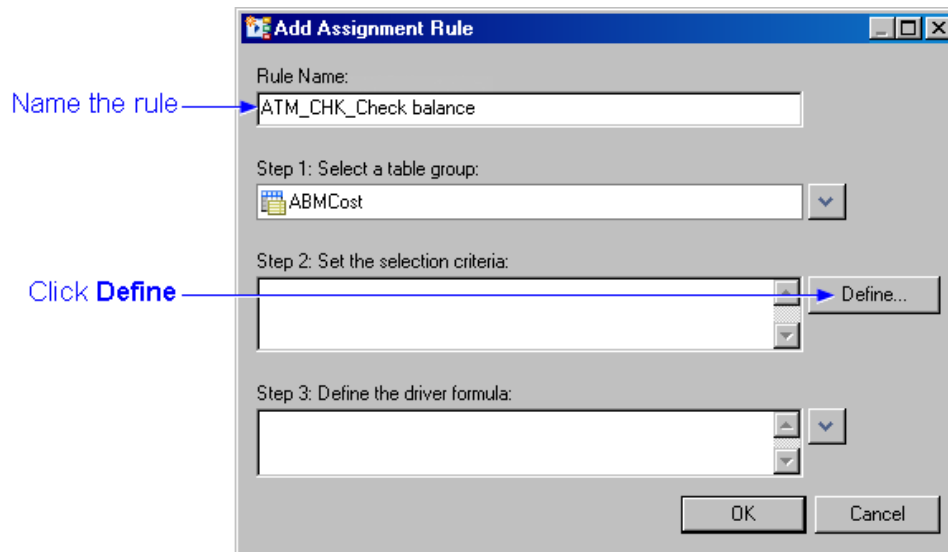 Add Assignment Rule
Rule Name:
Name the rule
ATM_CHK_Check balance
Step 1: Select a table group:
ABMCost
Step 2: Set the selection criteria:
Click Define
Define...
Step 3: Define the driver formula:
OK
Cancel